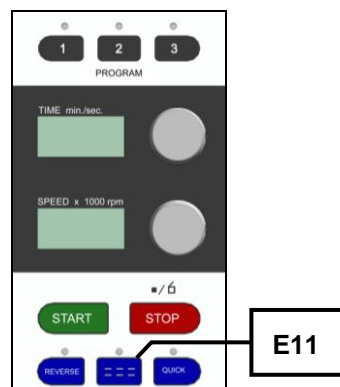 1 2 3
PROGRAM
TIME min./sec.
SPEED x 1000 rpm
START STOP
REVERSE QUICK
E11